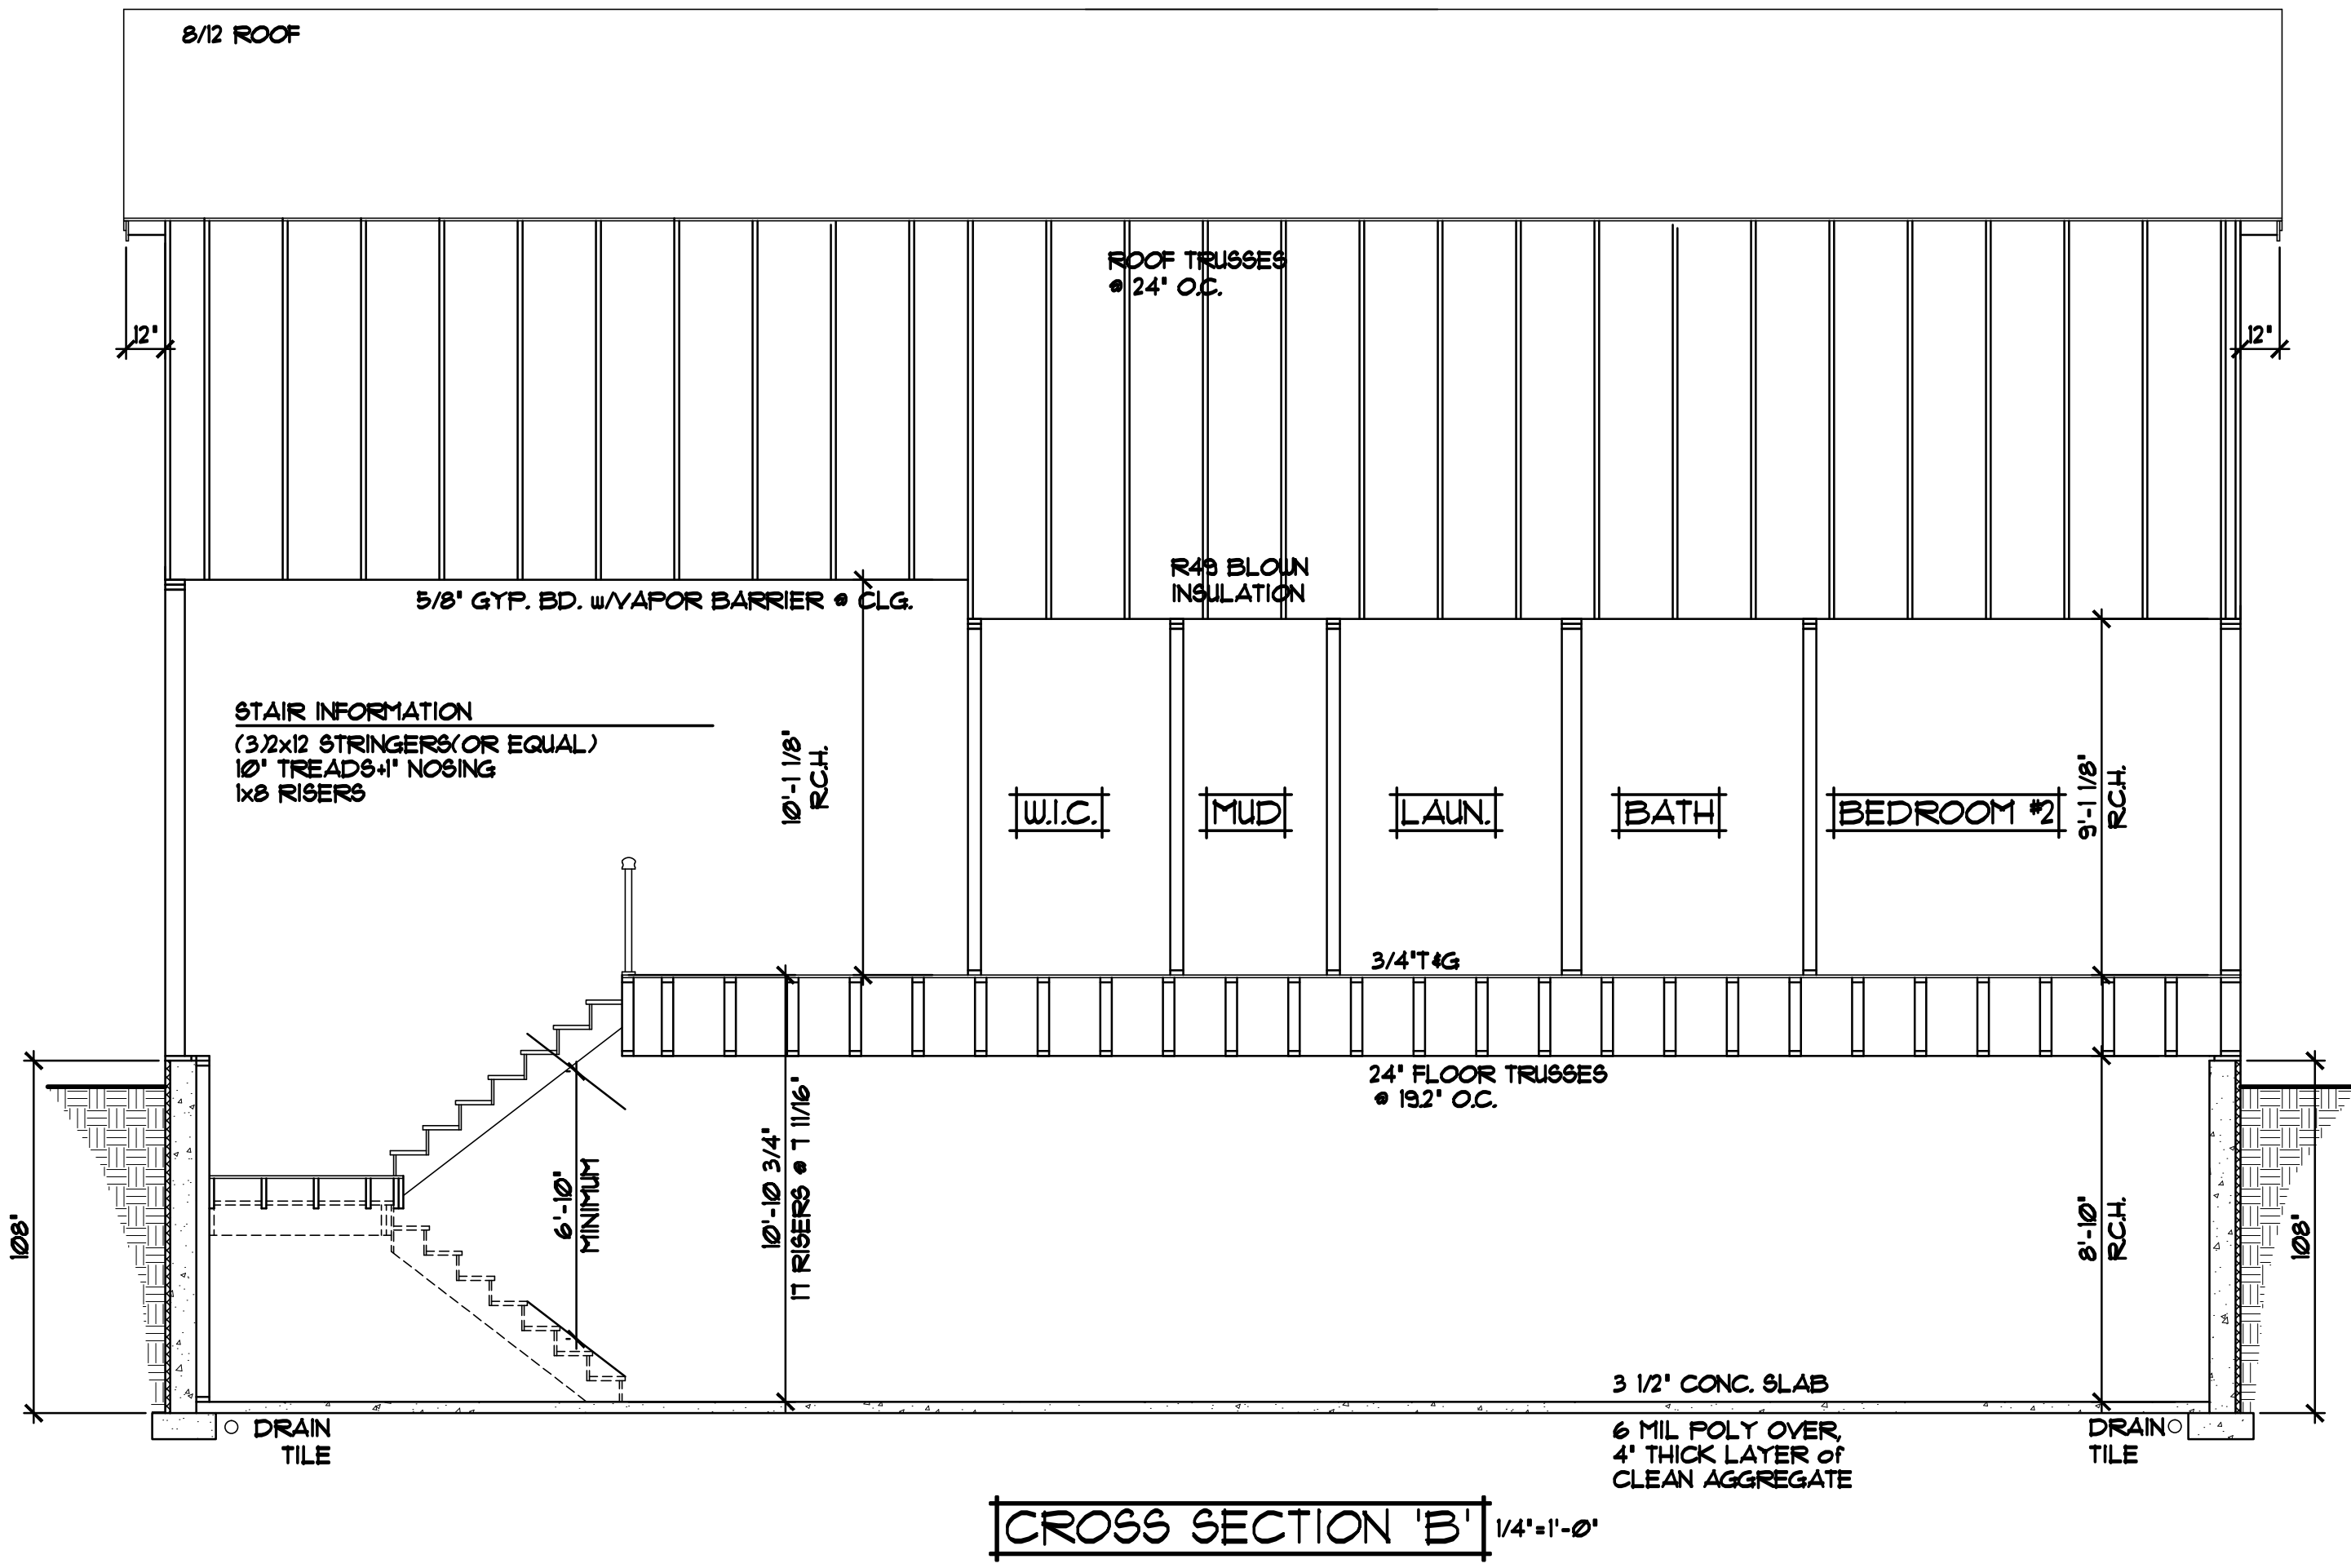 8/12 ROOF
ROOF TRUSSES
@ 24" O.C.
12"
12"
R49 BLOWN
INSULATION
5/8" GYP. BD. w/VAPOR BARRIER @ CLG.
STAIR INFORMATION
(3)2x12 STRINGERS(OR EQUAL)
10" TREADS+1" NOSING
1x8 RISERS
10'-1 1/8"
R.C.H.
W.I.C.
MUD
LAUN.
BATH
BEDROOM #2
9'-1 1/8"
R.C.H.
3/4"T&G
24" FLOOR TRUSSES
@ 19.2" O.C.
108"
6'-10"
MINIMUM
10'-10 3/4"
17 RISERS @ 7 11/16"
8'-10"
R.C.H.
108"
3 1/2" CONC. SLAB
DRAIN
TILE
6 MIL POLY OVER,
4" THICK LAYER of
CLEAN AGGREGATE
DRAIN
TILE
CROSS SECTION 'B' 1/4"=1'-0"